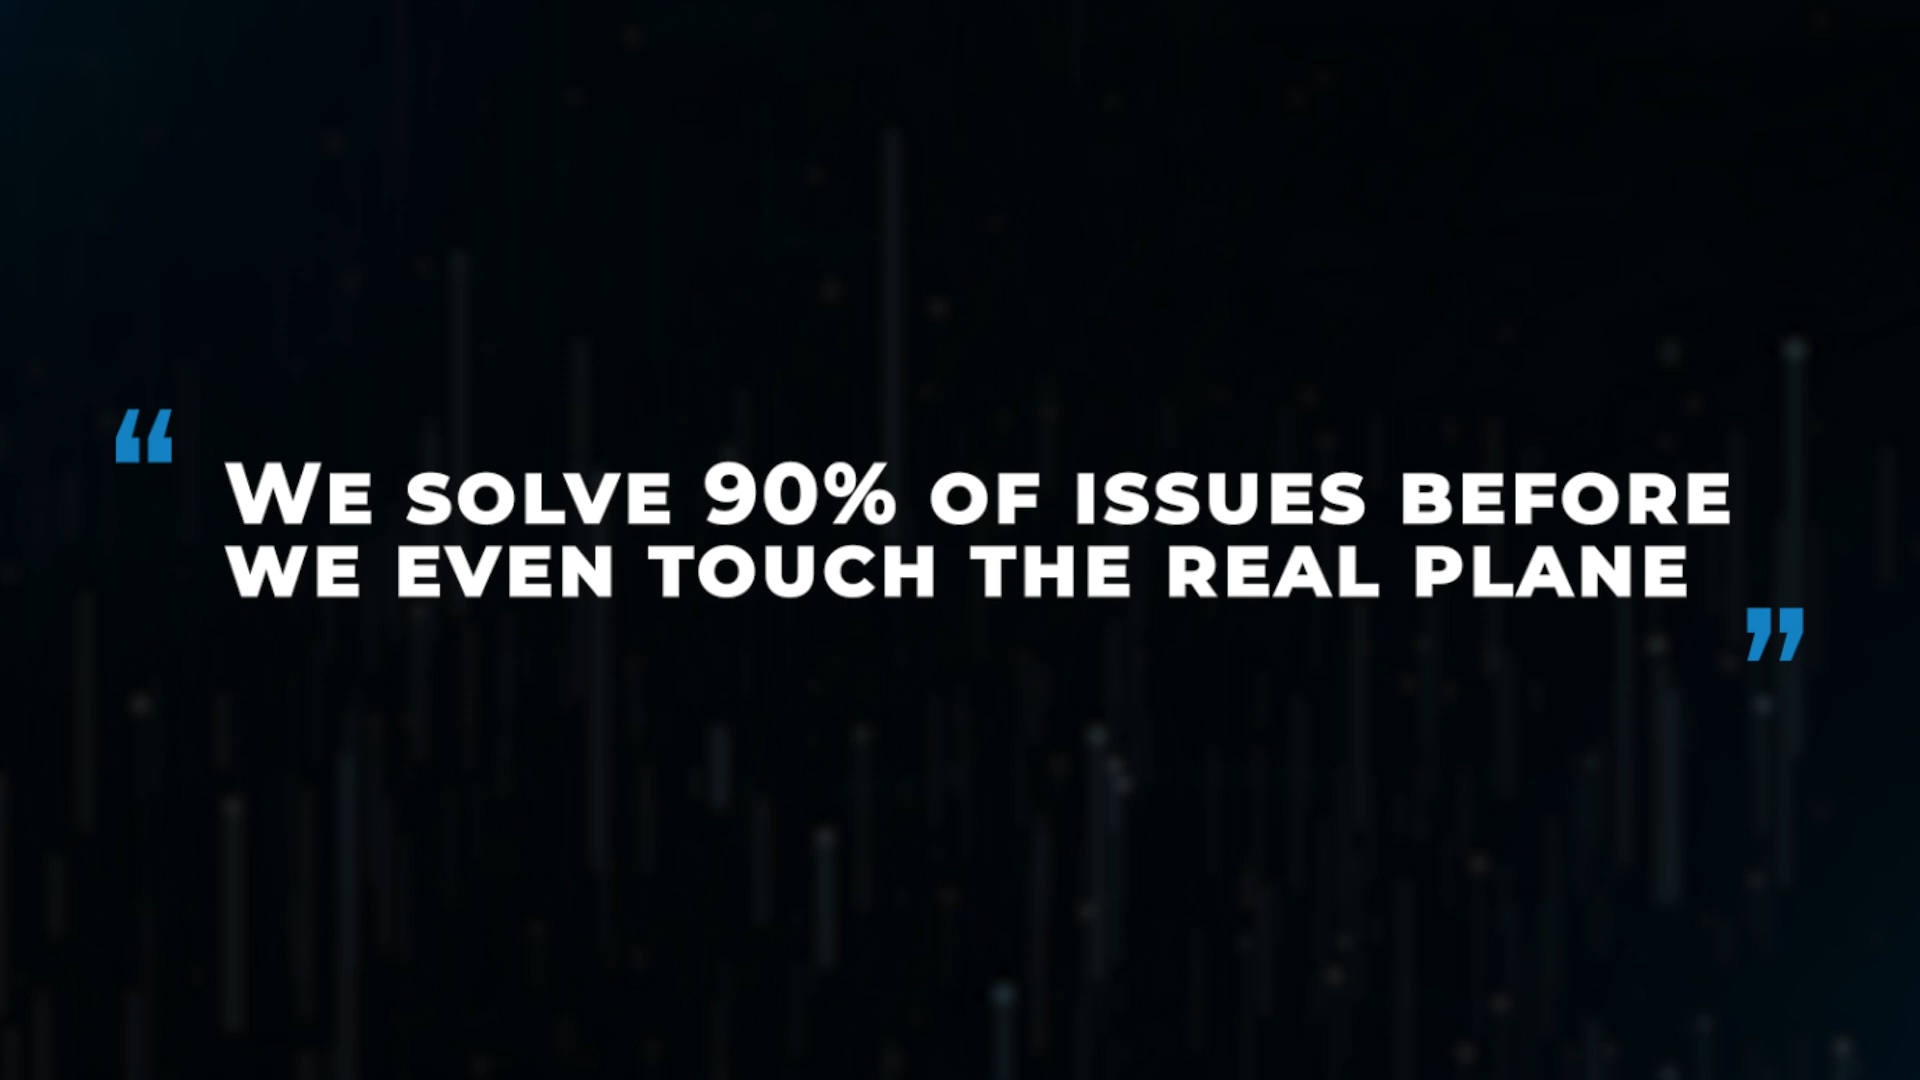 “We solve 90% of issues before
we even touch the real plane”